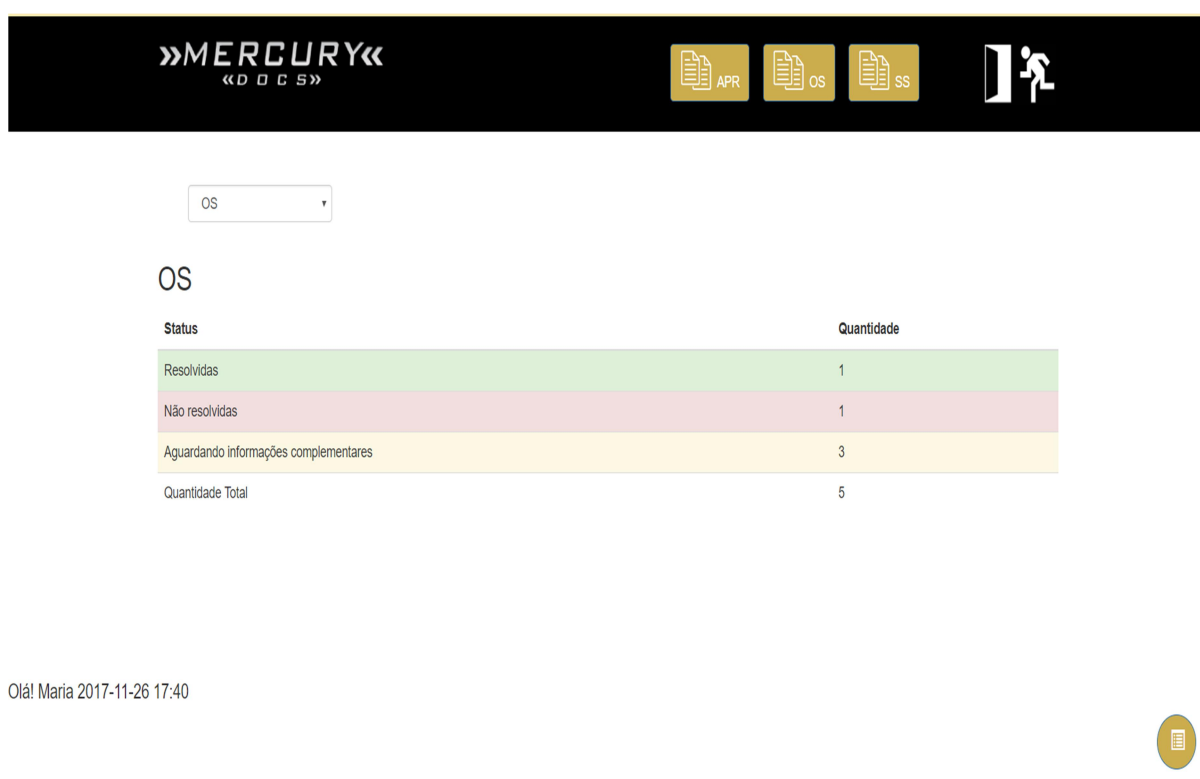 »MERCURY«
«DOCS»
APR OS SS
OS
OS
Status Quantidade
Resolvidas 1
Não resolvidas 1
Aguardando informações complementares 3
Quantidade Total 5
Olá! Maria 2017-11-26 17:40